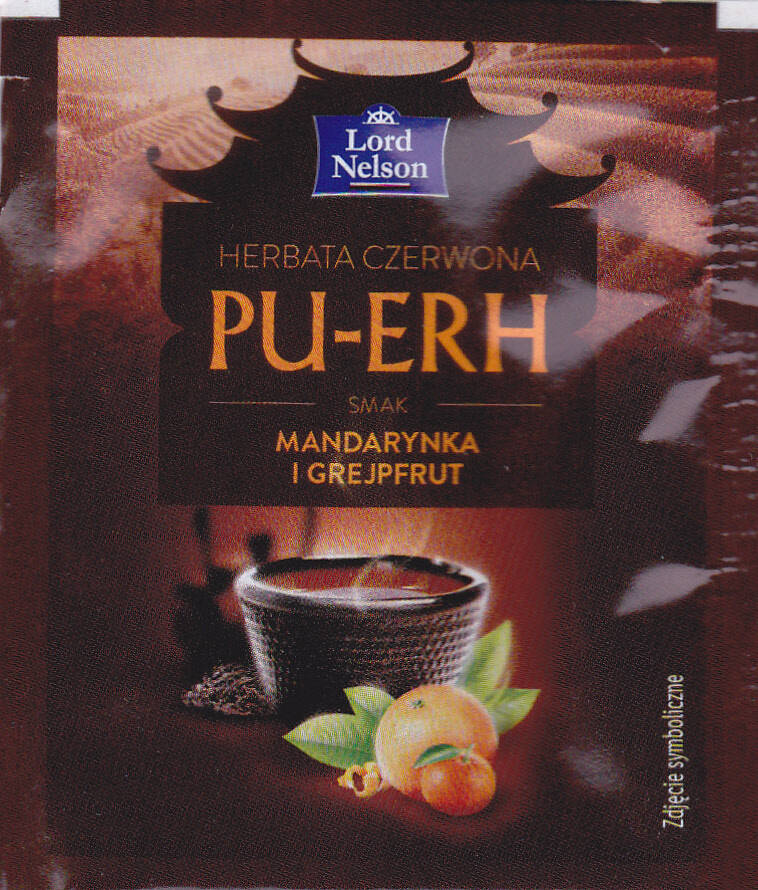 Lord
Nelson
HERBATA CZERWONA
PU-ERH
SMAK
MANDARYNKA
I GREJPFRUT
Zdjęcie symboliczne